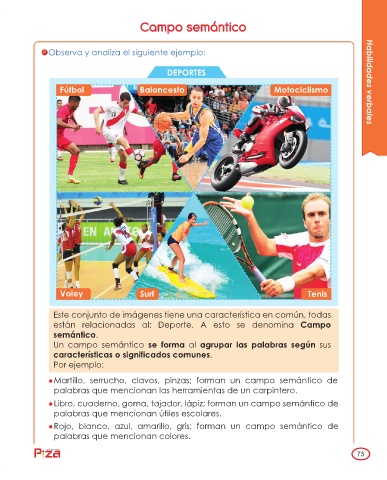 Campo semántico
Observa y analiza el siguiente ejemplo:
DEPORTES
Fútbol Baloncesto Motociclismo
Voley Surf Tenis
Este conjunto de imágenes tiene una característica en común, todas
están relacionadas al: Deporte. A esto se denomina Campo
semántico.
Un campo semántico se forma al agrupar las palabras según sus
características o significados comunes.
Por ejemplo:
●Martillo, serrucho, clavos, pinzas; forman un campo semántico de
palabras que mencionan las herramientas de un carpintero.
●Libro, cuaderno, goma, tajador, lápiz; forman un campo semántico de
palabras que mencionan útiles escolares.
●Rojo, blanco, azul, amarillo, gris; forman un campo semántico de
palabras que mencionan colores.
Habilidades verbales
Piza
73